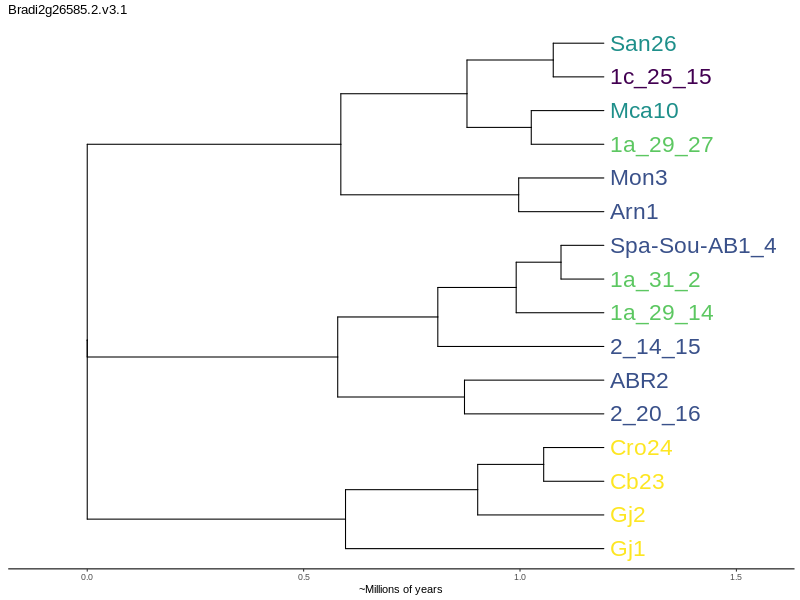 Bradi2g26585.2.v3.1
San26
1c_25_15
Mca10
1a_29_27
Mon3
Arn1
Spa-Sou-AB1_4
1a_31_2
1a_29_14
2_14_15
ABR2
2_20_16
Cro24
Cb23
Gj2
Gj1
0.0 0.5 1.0 1.5
~Millions of years